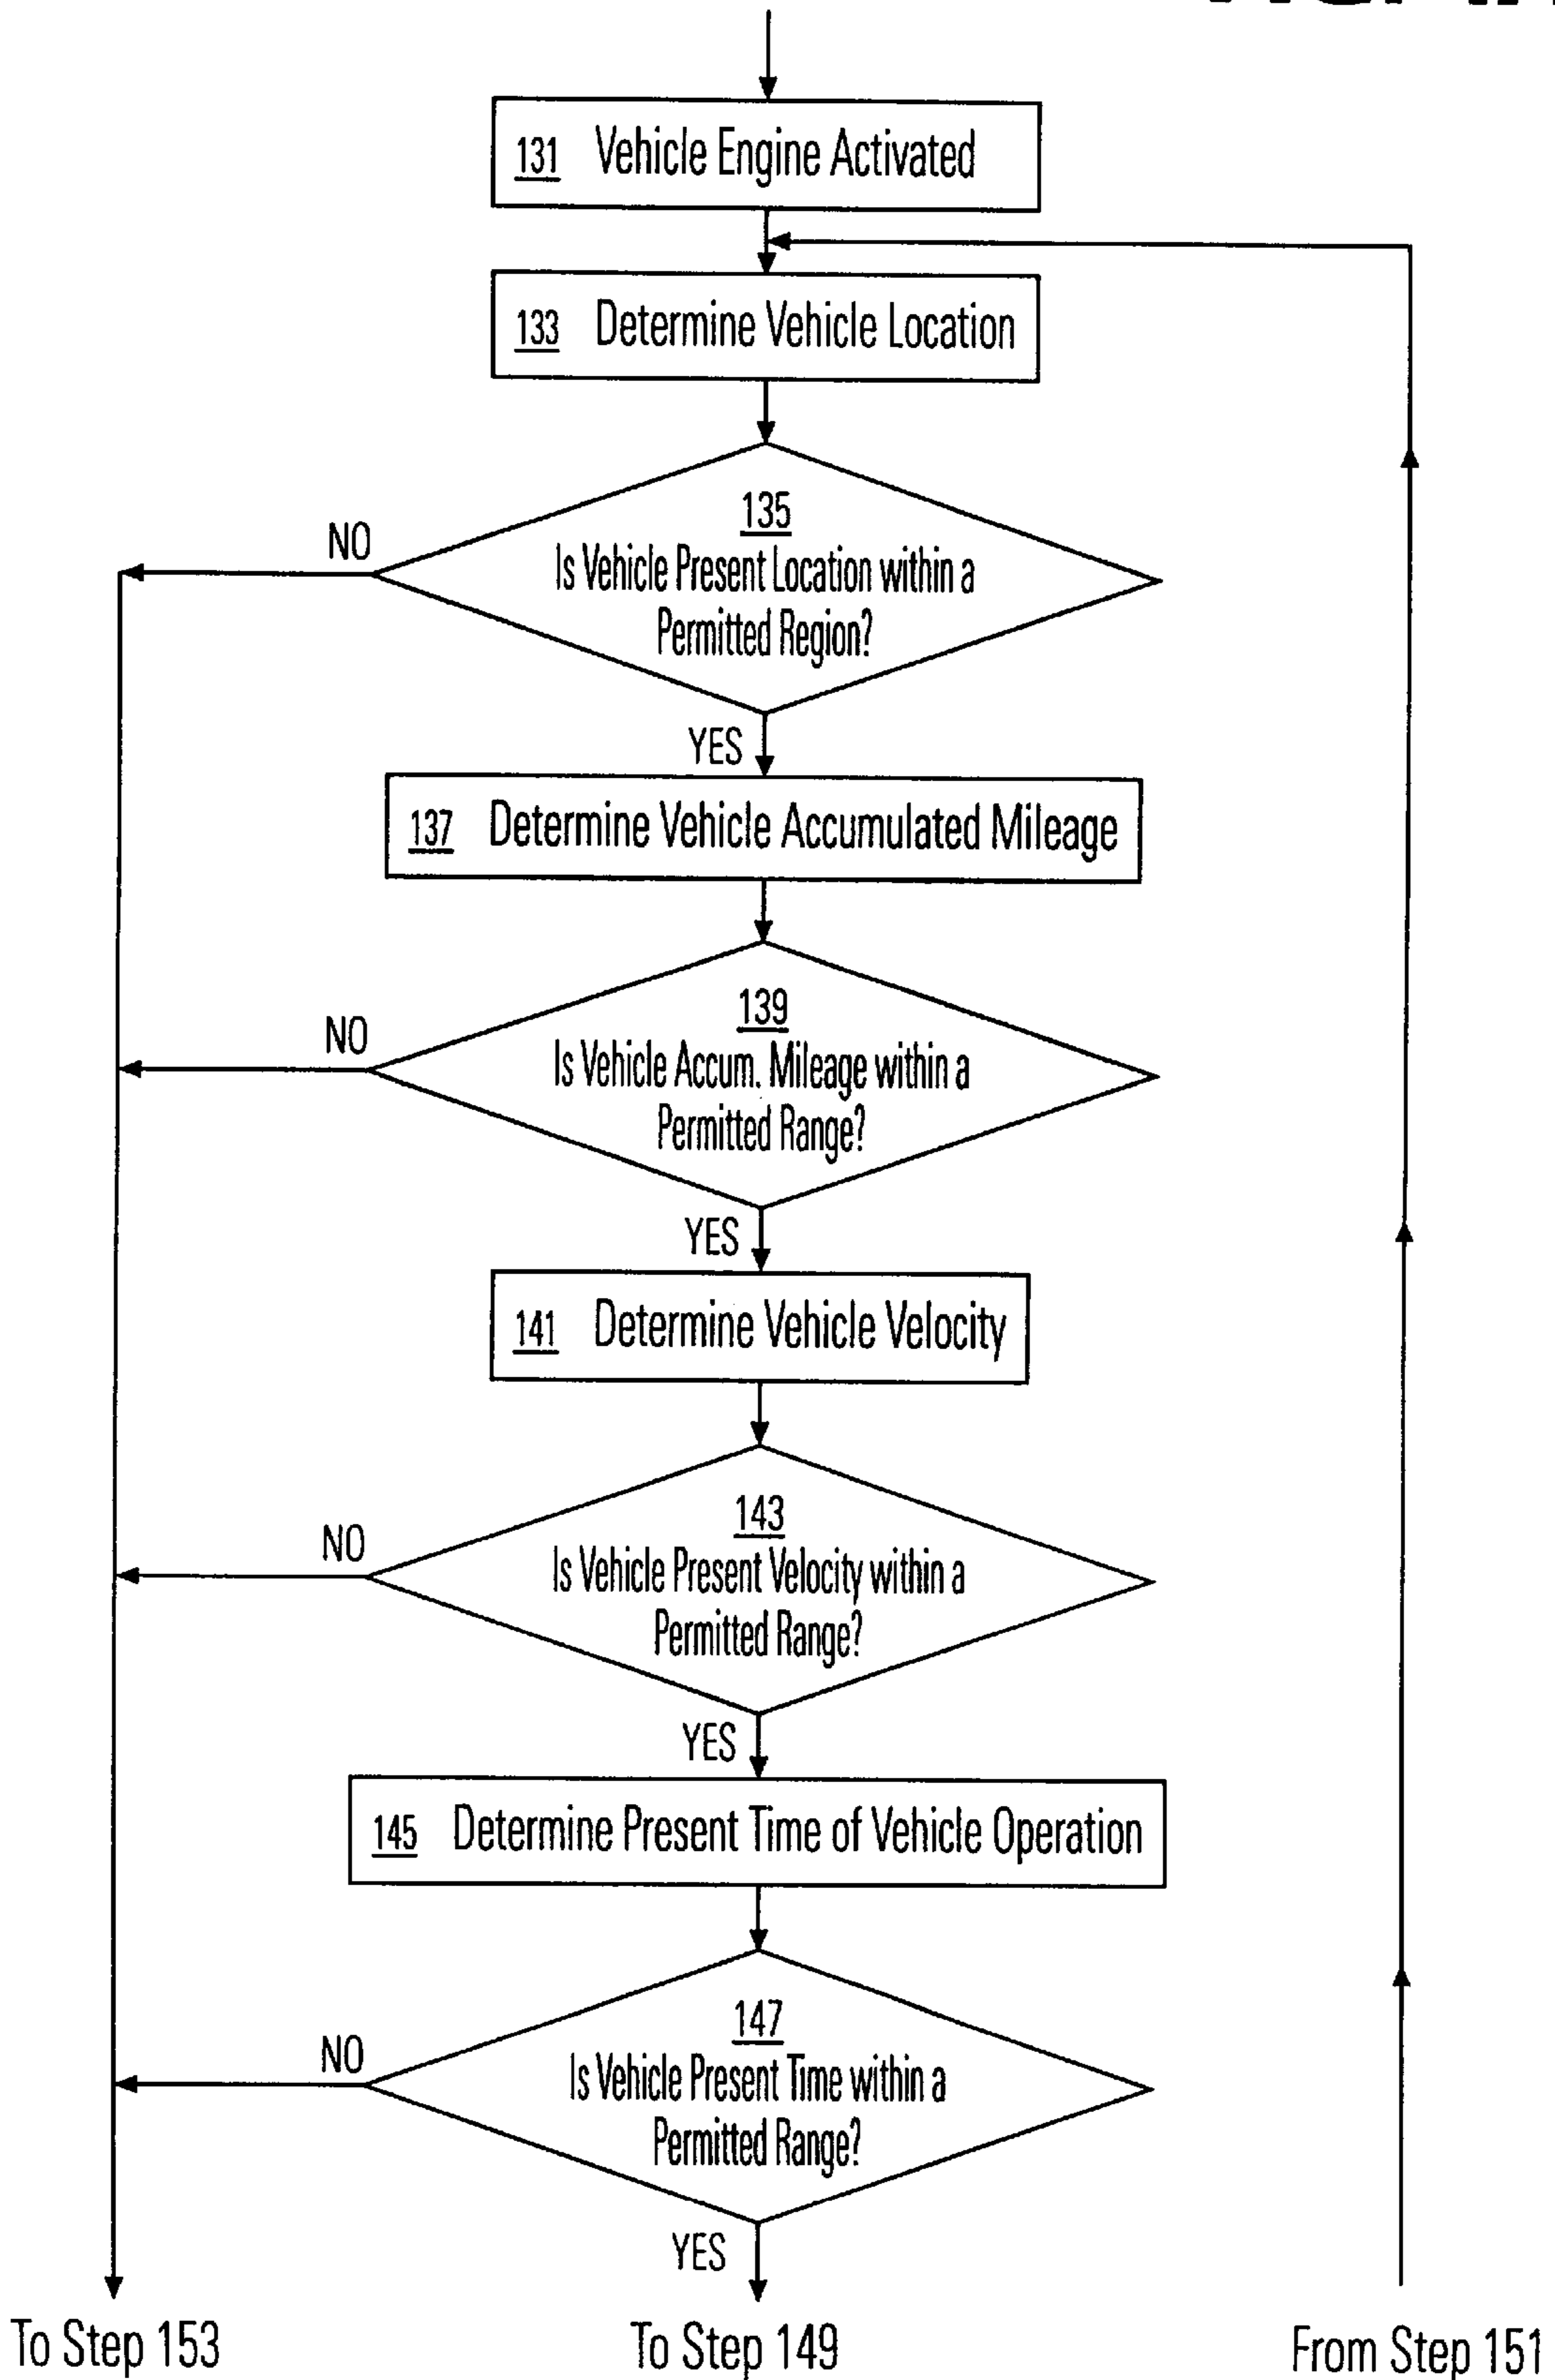 131 Vehicle Engine Activated
133 Determine Vehicle Location
135
Is Vehicle Present Location within a
Permitted Region?
NO
YES
137 Determine Vehicle Accumulated Mileage
139
Is Vehicle Accum. Mileage within a
Permitted Range?
NO
YES
141 Determine Vehicle Velocity
143
Is Vehicle Present Velocity within a
Permitted Range?
NO
YES
145 Determine Present Time of Vehicle Operation
147
Is Vehicle Present Time within a
Permitted Range?
NO
YES
To Step 153
To Step 149
From Step 151